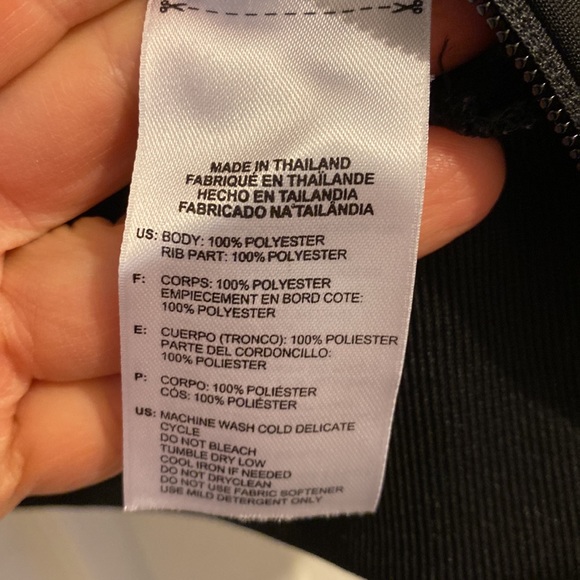 MADE IN THAILAND
FABRIQUÉ EN THAÏLANDE
HECHO EN TAILANDIA
FABRICADO NA TAILÂNDIA
US: BODY: 100% POLYESTER
RIB PART: 100% POLYESTER
F: CORPS: 100% POLYESTER
EMPIECEMENT EN BORD COTE:
100% POLYESTER
E: CUERPO (TRONCO): 100% POLIESTER
PARTE DEL CORDONCILLO:
100% POLIESTER
P: CORPO: 100% POLIÉSTER
CÓS: 100% POLIÉSTER
US: MACHINE WASH COLD DELICATE
CYCLE
DO NOT BLEACH
TUMBLE DRY LOW
COOL IRON IF NEEDED
DO NOT DRYCLEAN
DO NOT USE FABRIC SOFTENER
USE MILD DETERGENT ONLY